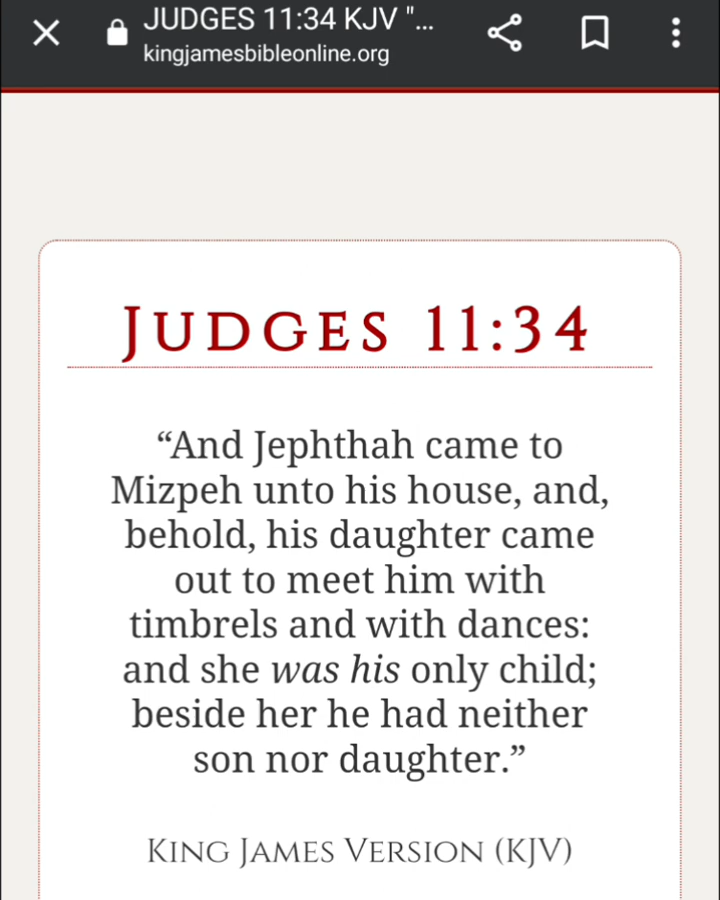 JUDGES 11:34 KJV "...
kingjamesbibleonline.org
JUDGES 11:34
“And Jephthah came to
Mizpeh unto his house, and,
behold, his daughter came
out to meet him with
timbrels and with dances:
and she was his only child;
beside her he had neither
son nor daughter.”
KING JAMES VERSION (KJV)